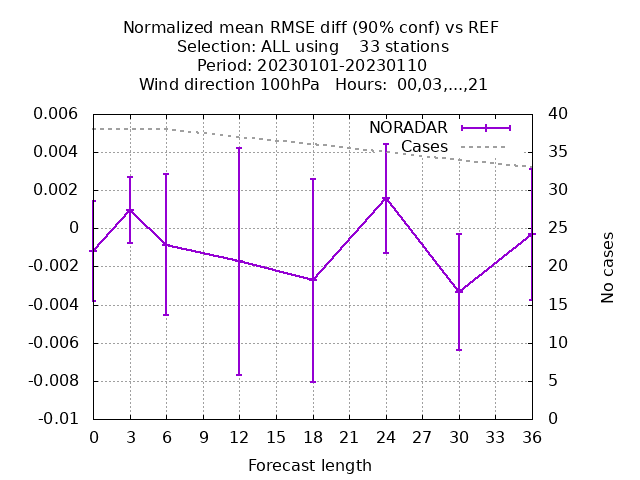 Normalized mean RMSE diff (90% conf) vs REF
Selection: ALL using    33 stations
Period: 20230101-20230110
Wind direction 100hPa   Hours:  00,03,...,21
0.006
0.004
0.002
0
-0.002
-0.004
-0.006
-0.008
-0.01
NORADAR
Cases
40
35
30
25
20
15
10
5
0
No cases
0 3 6 9 12 15 18 21 24 27 30 33 36
Forecast length